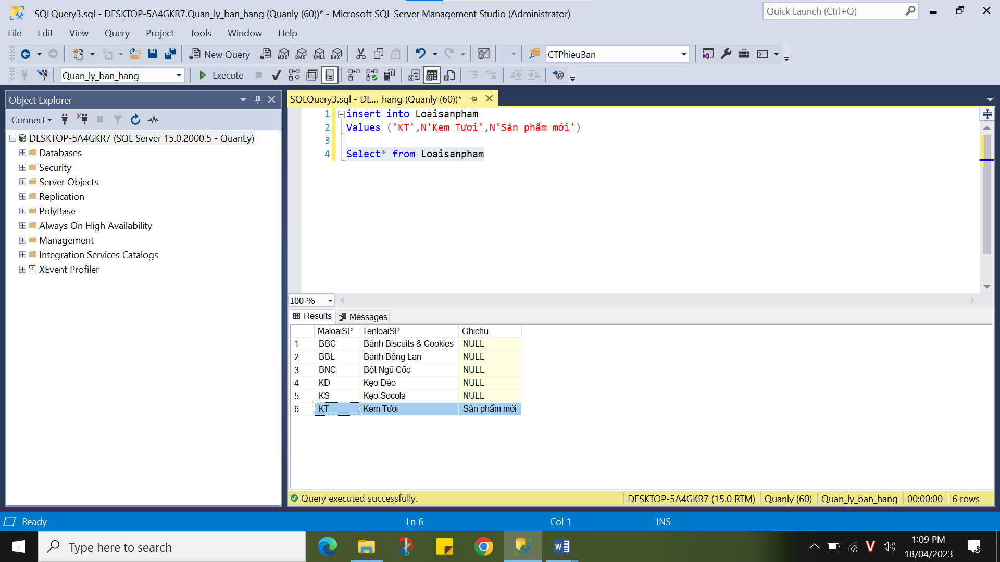 SQLQuery3.sql - DESKTOP-5A4GKR7.Quan_ly_ban_hang (Quanly (60))* - Microsoft SQL Server Management Studio (Administrator)
Quick Launch (Ctrl+Q)
File Edit View Query Project Tools Window Help
New Query MDX DMX XMLA DAX CTPhieuBan
Quan_ly_ban_hang Execute
Object Explorer
Connect
DESKTOP-5A4GKR7 (SQL Server 15.0.2000.5 - QuanLy)
Databases
Security
Server Objects
Replication
PolyBase
Always On High Availability
Management
Integration Services Catalogs
XEvent Profiler
SQLQuery3.sql - DE..._hang (Quanly (60))*
1 insert into Loaisanpham
2 Values ('KT',N'Kem Tươi',N'Sản phẩm mới')
3
4 Select* from Loaisanpham
100 %
Results Messages
MaloaiSP TenloaiSP Ghichu
1 BBC Bánh Biscuits & Cookies NULL
2 BBL Bánh Bông Lan NULL
3 BNC Bột Ngũ Cốc NULL
4 KD Kẹo Dẻo NULL
5 KS Kẹo Socola NULL
6 KT Kem Tươi Sản phẩm mới
Query executed successfully. DESKTOP-5A4GKR7 (15.0 RTM) Quanly (60) Quan_ly_ban_hang 00:00:00 6 rows
Ready Ln 6 Col 1 INS
Type here to search
1:09 PM
18/04/2023